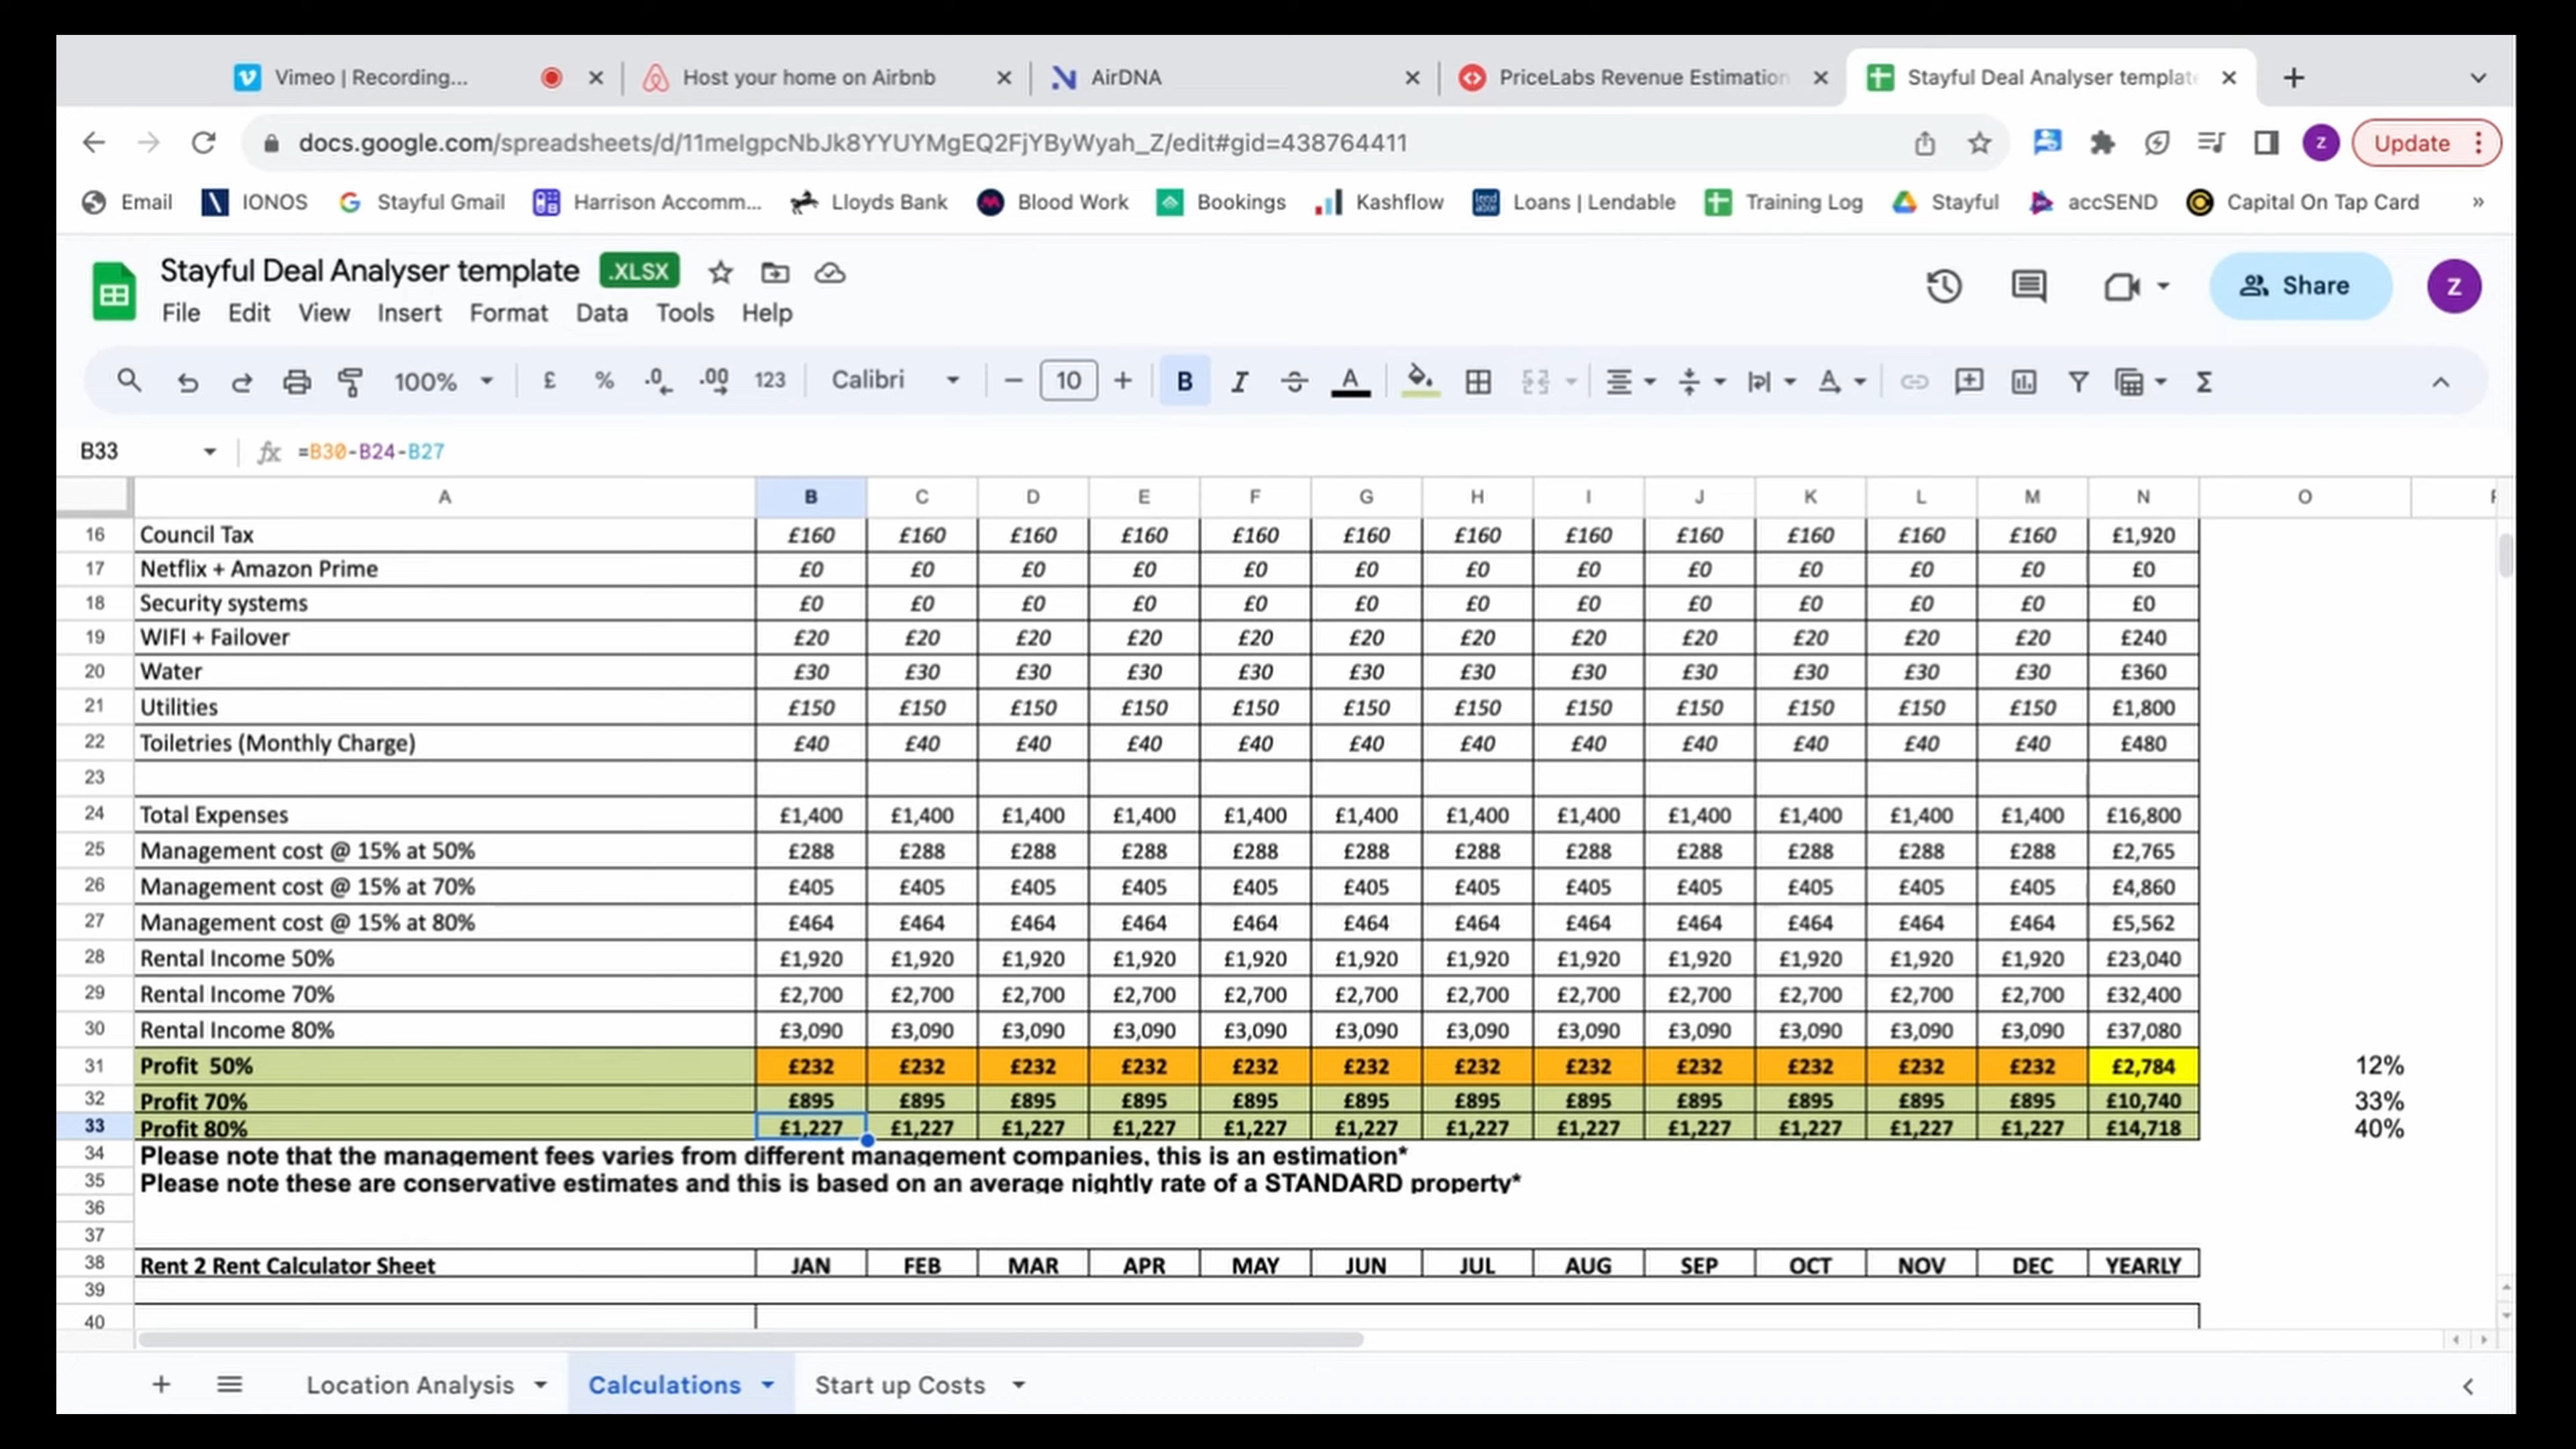 Vimeo | Recording... Host your home on Airbnb AirDNA PriceLabs Revenue Estimation Stayful Deal Analyser template
docs.google.com/spreadsheets/d/11melgpcNbJk8YYUYMgEQ2FjYByWyah_Z/edit#gid=438764411 z Update
Email IONOS Stayful Gmail Harrison Accomm... Lloyds Bank Blood Work Bookings Kashflow lend able Loans | Lendable Training Log Stayful accSEND Capital On Tap Card »
Stayful Deal Analyser template .XLSX Share Z
File Edit View Insert Format Data Tools Help
100% £ % .0 .00 123 Calibri 10 B I A A Σ
B33 fx =B30-B24-B27
A B C D E F G H I J K L M N O
16 Council Tax £160 £160 £160 £160 £160 £160 £160 £160 £160 £160 £160 £160 £1,920
17 Netflix + Amazon Prime £0 £0 £0 £0 £0 £0 £0 £0 £0 £0 £0 £0 £0
18 Security systems £0 £0 £0 £0 £0 £0 £0 £0 £0 £0 £0 £0 £0
19 WIFI + Failover £20 £20 £20 £20 £20 £20 £20 £20 £20 £20 £20 £20 £240
20 Water £30 £30 £30 £30 £30 £30 £30 £30 £30 £30 £30 £30 £360
21 Utilities £150 £150 £150 £150 £150 £150 £150 £150 £150 £150 £150 £150 £1,800
22 Toiletries (Monthly Charge) £40 £40 £40 £40 £40 £40 £40 £40 £40 £40 £40 £40 £480
23
24 Total Expenses £1,400 £1,400 £1,400 £1,400 £1,400 £1,400 £1,400 £1,400 £1,400 £1,400 £1,400 £1,400 £16,800
25 Management cost @ 15% at 50% £288 £288 £288 £288 £288 £288 £288 £288 £288 £288 £288 £288 £2,765
26 Management cost @ 15% at 70% £405 £405 £405 £405 £405 £405 £405 £405 £405 £405 £405 £405 £4,860
27 Management cost @ 15% at 80% £464 £464 £464 £464 £464 £464 £464 £464 £464 £464 £464 £464 £5,562
28 Rental Income 50% £1,920 £1,920 £1,920 £1,920 £1,920 £1,920 £1,920 £1,920 £1,920 £1,920 £1,920 £1,920 £23,040
29 Rental Income 70% £2,700 £2,700 £2,700 £2,700 £2,700 £2,700 £2,700 £2,700 £2,700 £2,700 £2,700 £2,700 £32,400
30 Rental Income 80% £3,090 £3,090 £3,090 £3,090 £3,090 £3,090 £3,090 £3,090 £3,090 £3,090 £3,090 £3,090 £37,080
31 Profit 50% £232 £232 £232 £232 £232 £232 £232 £232 £232 £232 £232 £232 £2,784 12%
32 Profit 70% £895 £895 £895 £895 £895 £895 £895 £895 £895 £895 £895 £895 £10,740 33%
33 Profit 80% £1,227 £1,227 £1,227 £1,227 £1,227 £1,227 £1,227 £1,227 £1,227 £1,227 £1,227 £1,227 £14,718 40%
34 Please note that the management fees varies from different management companies, this is an estimation*
35 Please note these are conservative estimates and this is based on an average nightly rate of a STANDARD property*
36
37
38 Rent 2 Rent Calculator Sheet JAN FEB MAR APR MAY JUN JUL AUG SEP OCT NOV DEC YEARLY
39
40
Location Analysis Calculations Start up Costs